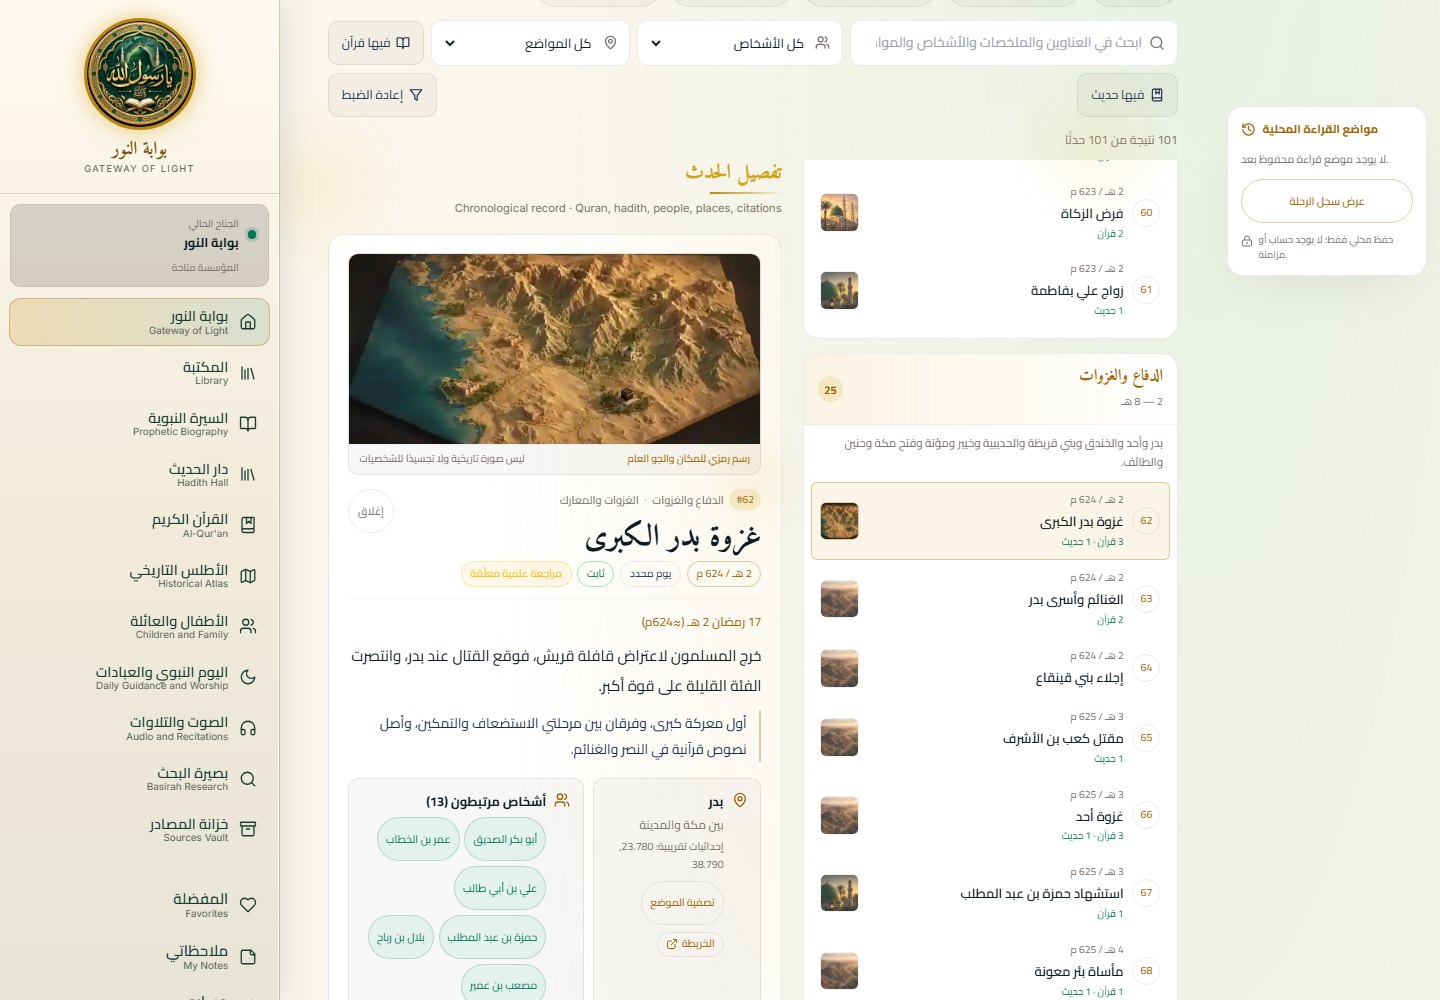 يا رسول الله
بوابة النور
GATEWAY OF LIGHT
الجناح الحالي
بوابة النور
المؤسسة متاحة
بوابة النور
Gateway of Light
المكتبة
Library
السيرة النبوية
Prophetic Biography
دار الحديث
Hadith Hall
القرآن الكريم
Al-Qur'an
الأطلس التاريخي
Historical Atlas
الأطفال والعائلة
Children and Family
اليوم النبوي والعبادات
Daily Guidance and Worship
الصوت والتلاوات
Audio and Recitations
بصيرة البحث
Basirah Research
خزانة المصادر
Sources Vault
المفضلة
Favorites
ملاحظاتي
My Notes
ابحث في العناوين والملخصات والأشخاص والموا
كل الأشخاص
كل المواضع
فيها قرآن
فيها حديث
إعادة الضبط
101 نتيجة من 101 حدثًا
2 هـ / 623 م
60
فرض الزكاة
2 قرآن
2 هـ / 623 م
61
زواج علي بفاطمة
1 حديث
الدفاع والغزوات
25
2 — 8 هـ
بدر وأحد والخندق وبني قريظة والحديبية وخيبر ومؤتة وفتح مكة وحنين
والطائف.
2 هـ / 624 م
62
غزوة بدر الكبرى
3 قرآن · 1 حديث
2 هـ / 624 م
63
الغنائم وأسرى بدر
2 قرآن
2 هـ / 624 م
64
إجلاء بني قينقاع
3 هـ / 625 م
65
مقتل كعب بن الأشرف
1 حديث
3 هـ / 625 م
66
غزوة أحد
3 قرآن · 1 حديث
3 هـ / 625 م
67
استشهاد حمزة بن عبد المطلب
1 قرآن
4 هـ / 625 م
68
مأساة بئر معونة
1 قرآن · 1 حديث
تفصيل الحدث
Chronological record · Quran, hadith, people, places, citations
رسم رمزي للمكان والجو العام
ليس صورة تاريخية ولا تجسيدًا للشخصيات
#62
الدفاع والغزوات · الغزوات والمعارك
إغلاق
غزوة بدر الكبرى
2 هـ / 624 م
يوم محدد
ثابت
مراجعة علمية معلّقة
17 رمضان 2 هـ (≈624م)
خرج المسلمون لاعتراض قافلة قريش، فوقع القتال عند بدر، وانتصرت
الفئة القليلة على قوة أكبر.
أول معركة كبرى، وفرقان بين مرحلتي الاستضعاف والتمكين، وأصل
نصوص قرآنية في النصر والغنائم.
بدر
بين مكة والمدينة
إحداثيات تقريبية: 23.780,
38.790
تصفية الموضع
الخريطة
أشخاص مرتبطون (13)
أبو بكر الصديق
عمر بن الخطاب
علي بن أبي طالب
حمزة بن عبد المطلب
بلال بن رباح
مصعب بن عمير
مواضع القراءة المحلية
لا يوجد موضع قراءة محفوظ بعد.
عرض سجل الرحلة
حفظ محلي فقط؛ لا يوجد حساب أو
مزامنة.